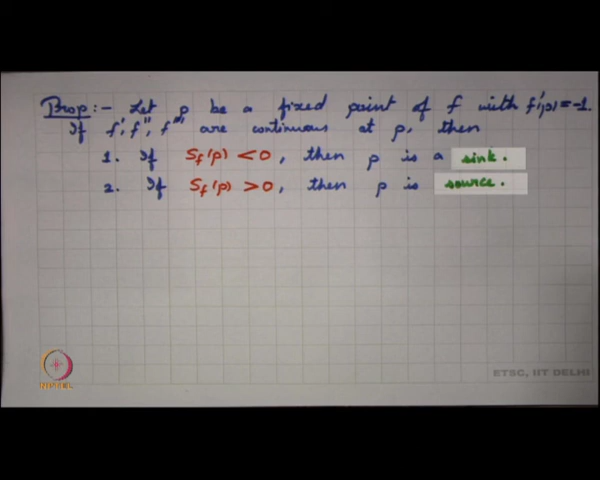 Prop:- Let p be a fixed point of f with f'(p) = -1.
If f', f'', f''' are continuous at p, then
1. If Sf(p) < 0, then p is a sink.
2. If Sf(p) > 0, then p is source.
NPTEL
ETSC, IIT DELHI